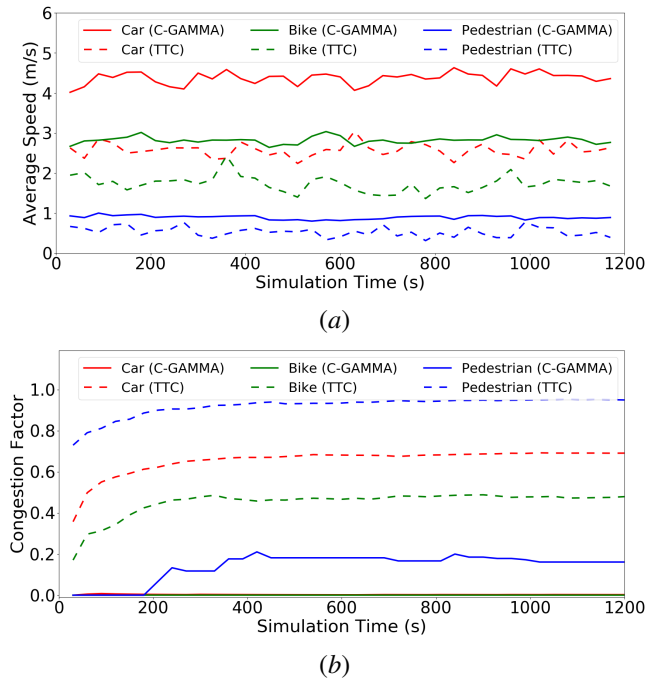 6
5
4
3
2
1
0
Average Speed (m/s)
Car (C-GAMMA) Bike (C-GAMMA) Pedestrian (C-GAMMA)
Car (TTC) Bike (TTC) Pedestrian (TTC)
0 200 400 600 800 1000 1200
Simulation Time (s)
(a)
1.0
0.8
0.6
0.4
0.2
0.0
Congestion Factor
Car (C-GAMMA) Bike (C-GAMMA) Pedestrian (C-GAMMA)
Car (TTC) Bike (TTC) Pedestrian (TTC)
0 200 400 600 800 1000 1200
Simulation Time (s)
(b)